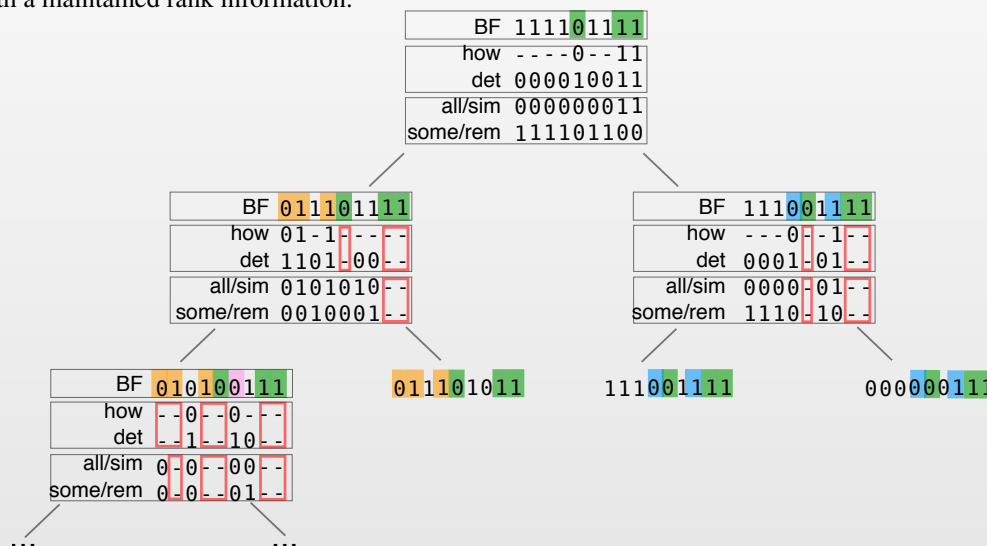 a maintained rank information.
BF 111101111
how ----0--11
det 000010011
all/sim 000000011
some/rem 111101100
BF 011101111
how 01-1-----
det 1101-00--
all/sim 0101010--
some/rem 0010001--
BF 111001111
how ---0--1--
det 0001-01--
all/sim 0000-01--
some/rem 1110-10--
BF 010100111
how --0--0---
det --1--10--
all/sim 0-0--00--
some/rem 0-0--01--
011101011
111001111
000000111
...
...